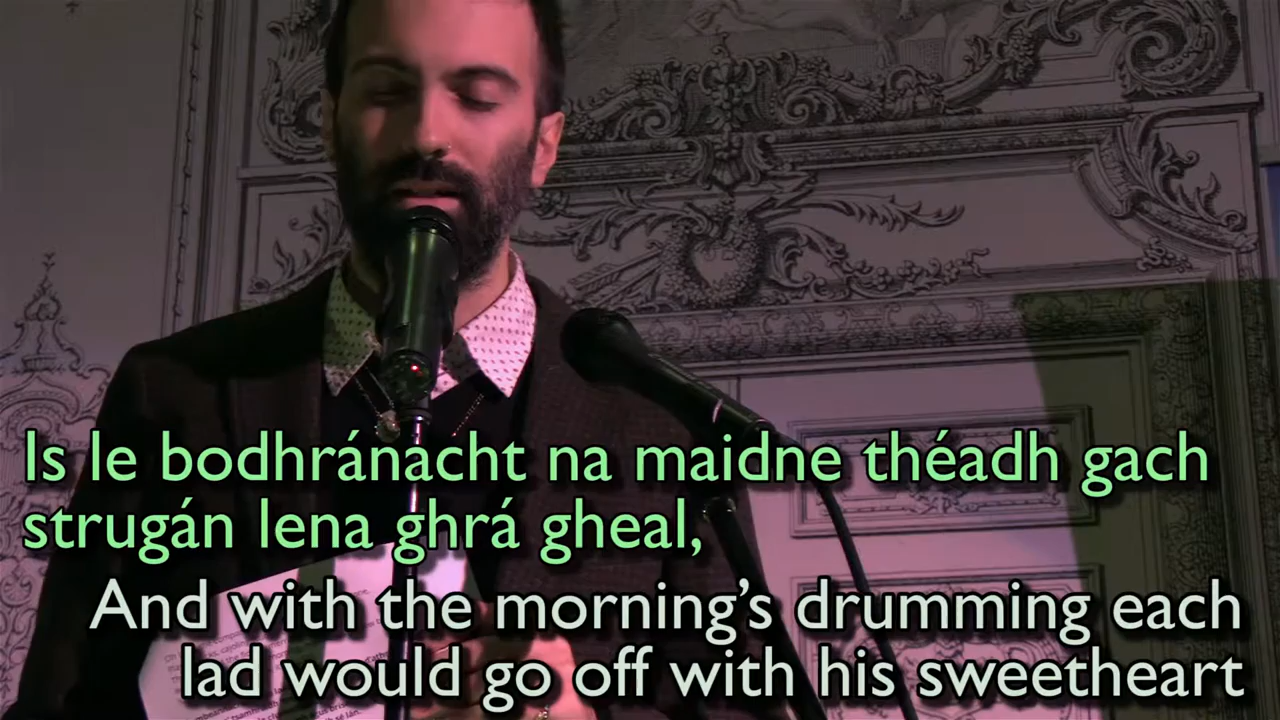 Is le bodhránacht na maidne théadh gach
strugán lena ghrá gheal,
And with the morning's drumming each
lad would go off with his sweetheart